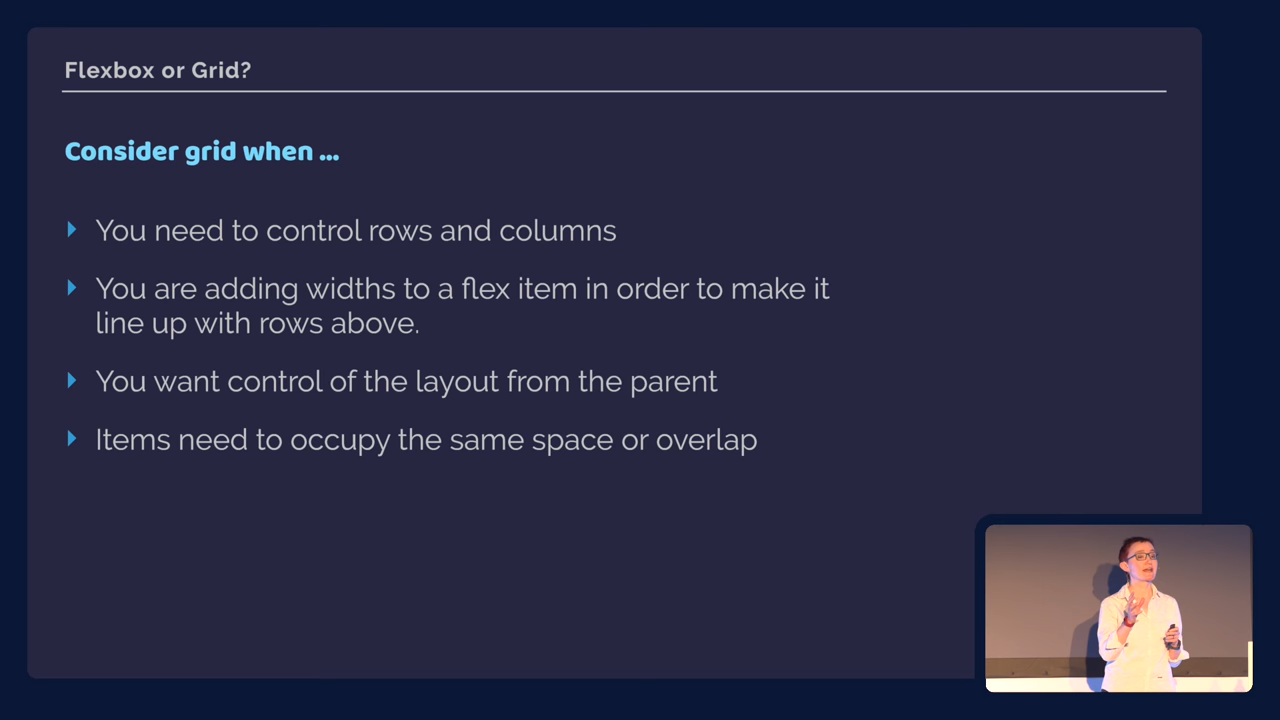 Flexbox or Grid?
Consider grid when ...
You need to control rows and columns
You are adding widths to a flex item in order to make it
line up with rows above.
You want control of the layout from the parent
Items need to occupy the same space or overlap